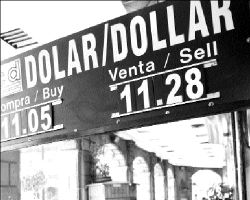 DOLAR/DOLLAR
ompra / Buy
Venta / Sell
11.05
11.28